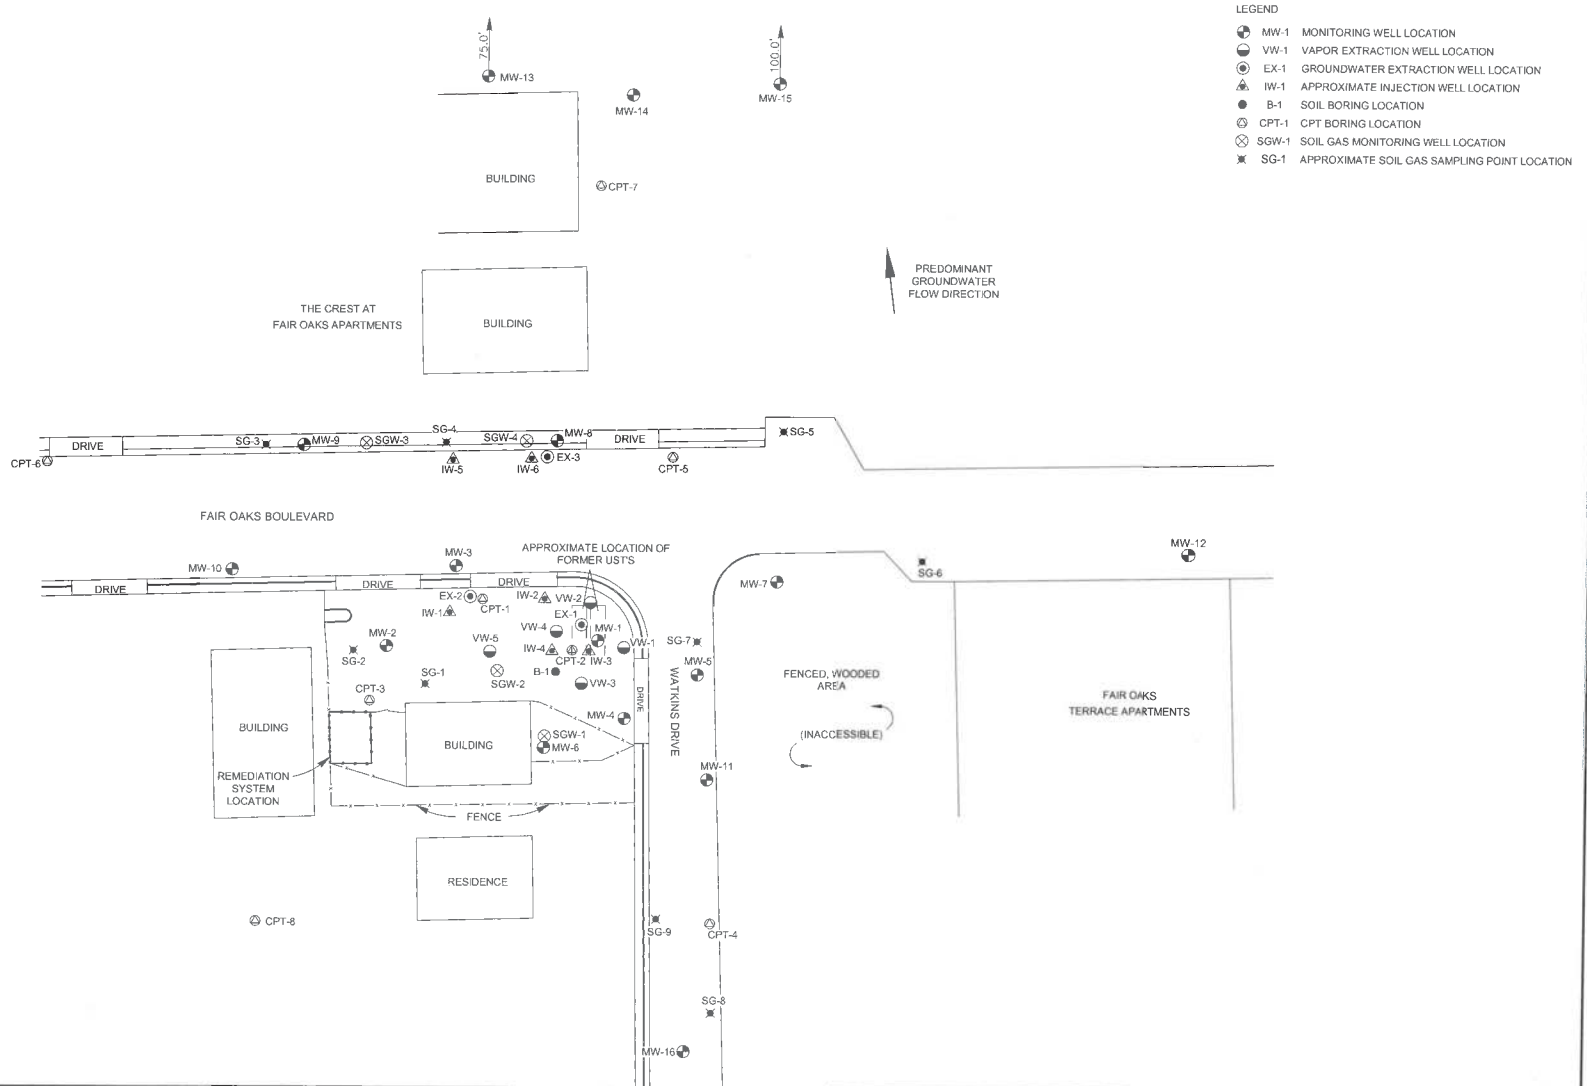 LEGEND
MW-1 MONITORING WELL LOCATION
VW-1 VAPOR EXTRACTION WELL LOCATION
EX-1 GROUNDWATER EXTRACTION WELL LOCATION
IW-1 APPROXIMATE INJECTION WELL LOCATION
B-1 SOIL BORING LOCATION
CPT-1 CPT BORING LOCATION
SGW-1 SOIL GAS MONITORING WELL LOCATION
SG-1 APPROXIMATE SOIL GAS SAMPLING POINT LOCATION
75.0'
100.0'
MW-13
MW-14
MW-15
BUILDING
CPT-7
PREDOMINANT
GROUNDWATER
FLOW DIRECTION
THE CREST AT
FAIR OAKS APARTMENTS
BUILDING
DRIVE
SG-3
MW-9
SGW-3
SG-4
SGW-4
MW-8
DRIVE
SG-5
CPT-6
IW-5
IW-6
EX-3
CPT-5
FAIR OAKS BOULEVARD
APPROXIMATE LOCATION OF
FORMER UST'S
MW-3
MW-10
MW-12
DRIVE
DRIVE
DRIVE
SG-6
MW-7
EX-2
CPT-1
IW-2
VW-2
IW-1
EX-1
VW-4
MW-1
MW-2
VW-5
VW-1
SG-7
SG-2
IW-4
CPT-2
IW-3
MW-5
SG-1
SGW-2
B-1
VW-3
CPT-3
DRIVE
WATKINS DRIVE
FENCED, WOODED
AREA
(INACCESSIBLE)
FAIR OAKS
TERRACE APARTMENTS
MW-4
BUILDING
BUILDING
SGW-1
MW-6
MW-11
REMEDIATION
SYSTEM
LOCATION
FENCE
RESIDENCE
CPT-8
SG-9
CPT-4
SG-8
MW-16